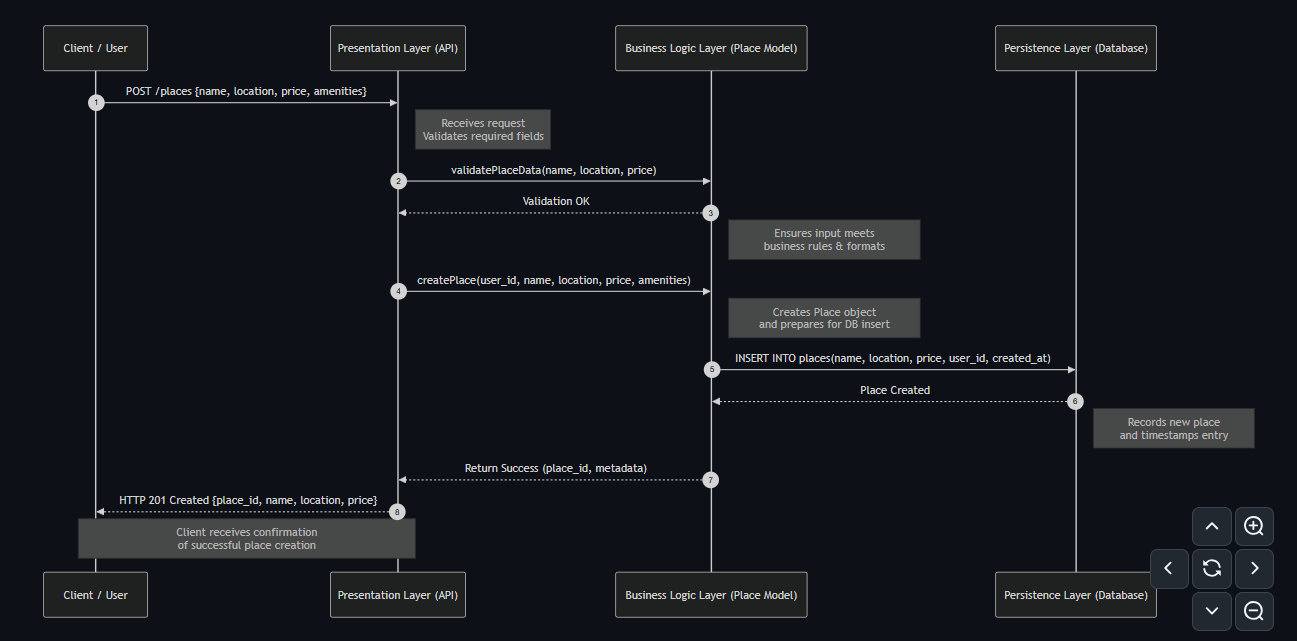 Client / User
Presentation Layer (API)
Business Logic Layer (Place Model)
Persistence Layer (Database)
POST /places {name, location, price, amenities}
1
Receives request
Validates required fields
validatePlaceData(name, location, price)
2
Validation OK
3
Ensures input meets
business rules & formats
createPlace(user_id, name, location, price, amenities)
4
Creates Place object
and prepares for DB insert
INSERT INTO places(name, location, price, user_id, created_at)
5
Place Created
6
Records new place
and timestamps entry
Return Success (place_id, metadata)
7
HTTP 201 Created {place_id, name, location, price}
8
Client receives confirmation
of successful place creation
Client / User
Presentation Layer (API)
Business Logic Layer (Place Model)
Persistence Layer (Database)